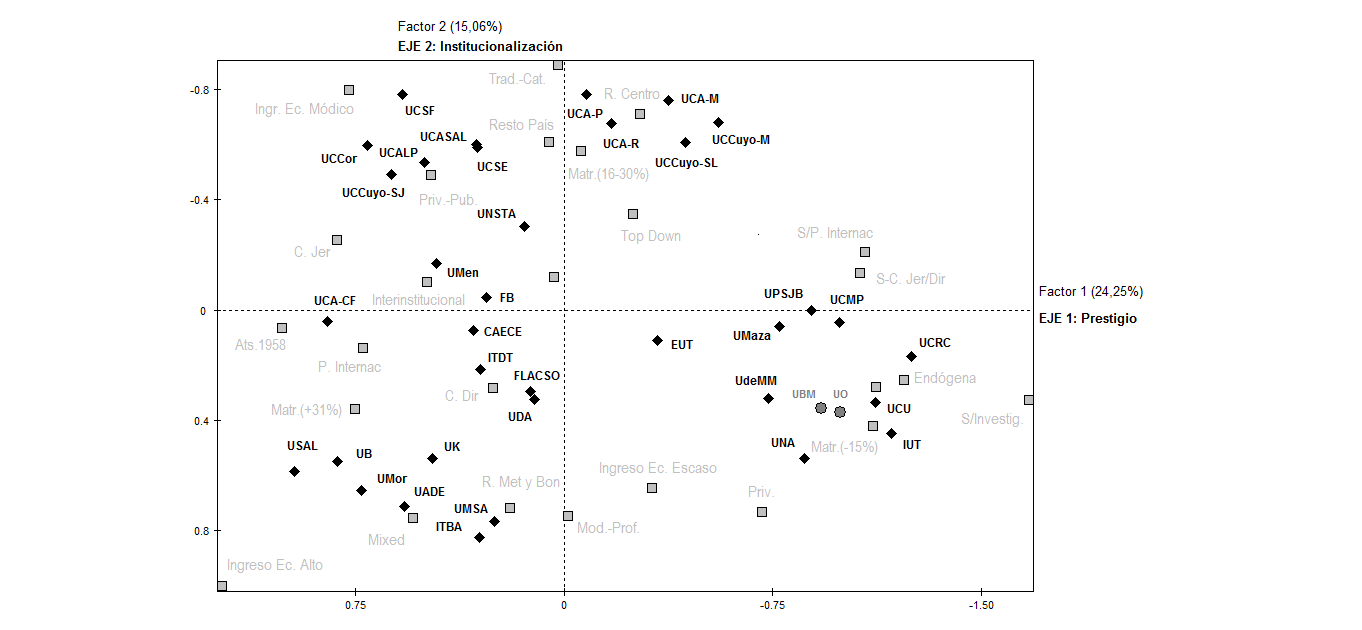 Factor 2 (15,06%)
EJE 2: Institucionalización
Trad.-Cat.
-0.8
Ingr. Ec. Módico
UCSF
UCA-P
R. Centro
UCA-M
Resto País
UCASAL
UCA-R
UCCuyo-M
UCCor
UCALP
UCSE
UCCuyo-SL
Matr.(16-30%)
UCCuyo-SJ
Priv.-Pub.
-0.4
UNSTA
Top Down
S/P. Internac
C. Jer
UMen
S-C. Jer/Dir
Interinstitucional
FB
UCA-CF
UPSJB
UCMP
Factor 1 (24,25%)
0
EJE 1: Prestigio
CAECE
UMaza
Ats.1958
EUT
UCRC
ITDT
P. Internac
FLACSO
UdeMM
Endógena
C. Dir
UBM
UO
0.4
Matr.(+31%)
UDA
UCU
S/Investig.
USAL
UB
UK
UNA
Matr.(-15%)
IUT
Ingreso Ec. Escaso
UMor
UADE
R. Met y Bon
Priv.
UMSA
0.8
ITBA
Mod.-Prof.
Mixed
Ingreso Ec. Alto
0.75
0
-0.75
-1.50